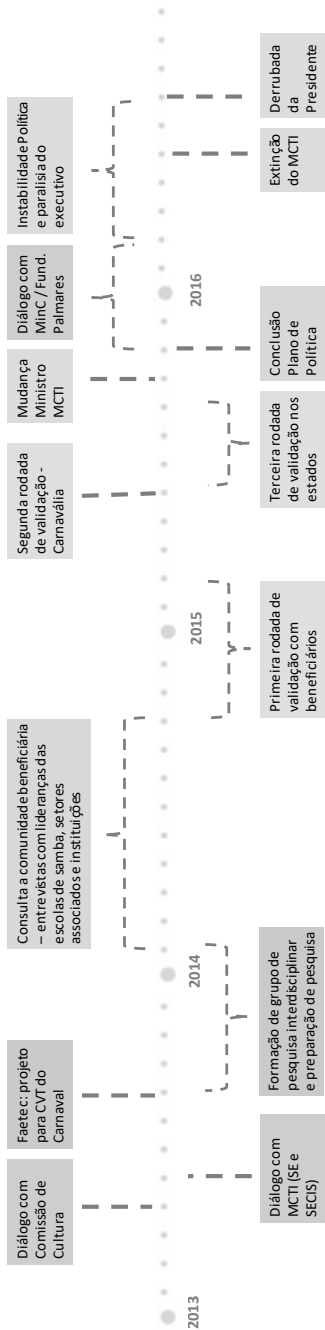 Diálogo com
Comissão de
Cultura
Faetec: projeto
para CVT do
Carnaval
Consulta a comunidade beneficiária
– entrevistas com lideranças das
escolas de samba, setores
associados e instituições
Segunda rodada
de validação -
Carnavália
Mudança
Ministro
MCTI
Diálogo com
MinC / Fund.
Palmares
Instabilidade Política
e paralisia do
executivo
2013
2014
2015
2016
Diálogo com
MCTI (SE e
SECIS)
Formação de grupo de
pesquisa interdisciplinar
e preparação de pesquisa
Primeira rodada de
validação com
beneficiários
Terceira rodada
de validação nos
estados
Conclusão
Plano de
Política
Extinção
do MCTI
Derrubada
da
Presidente